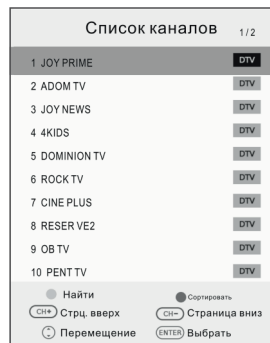 Список каналов 1/2
1 JOY PRIME DTV
2 ADOM TV DTV
3 JOY NEWS DTV
4 4KIDS DTV
5 DOMINION TV DTV
6 ROCK TV DTV
7 CINE PLUS DTV
8 RESER VE2 DTV
9 OB TV DTV
10 PENT TV DTV
Найти Сортировать
CH+ Стрц. вверх CH− Страница вниз
Перемещение ENTER Выбрать